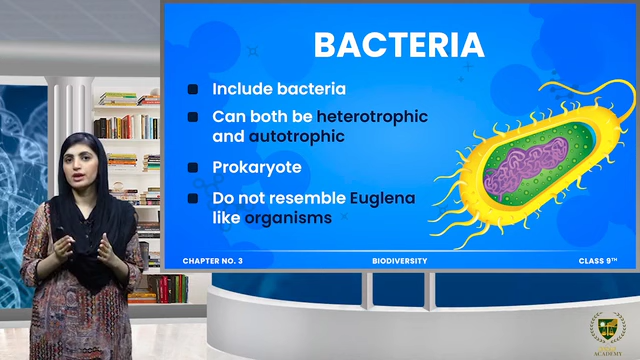 BACTERIA
Include bacteria
Can both be heterotrophic
and autotrophic
Prokaryote
Do not resemble Euglena
like organisms
CHAPTER NO. 3
BIODIVERSITY
CLASS 9TH
ACADEMY